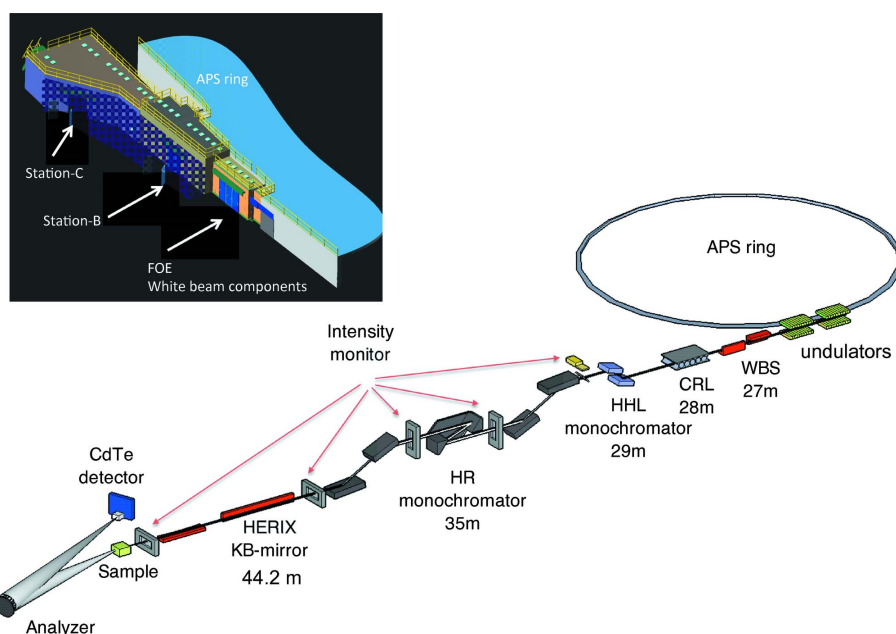 APS ring
Station-C
Station-B
FOE
White beam components
APS ring
Intensity
monitor
undulators
WBS
27m
CRL
28m
HHL
monochromator
29m
HR
monochromator
35m
CdTe
detector
HERIX
KB-mirror
44.2 m
Sample
Analyzer